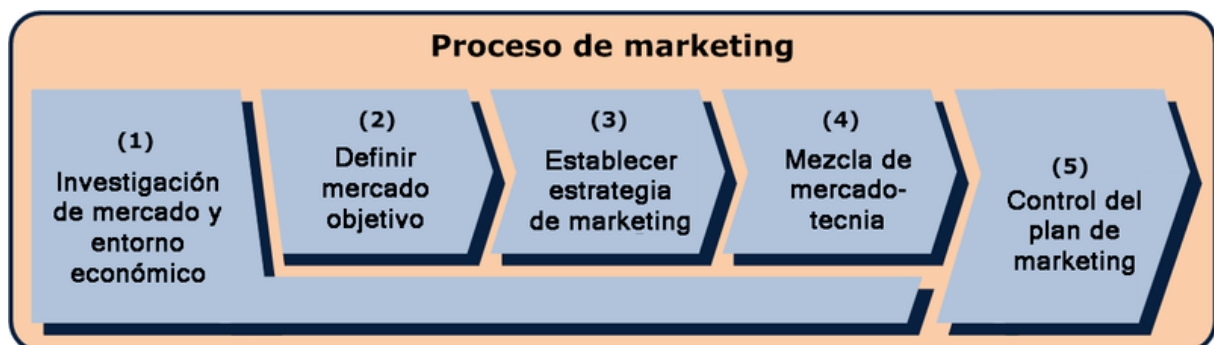 Proceso de marketing
(1)
Investigación
de mercado y
entorno
económico
(2)
Definir
mercado
objetivo
(3)
Establecer
estrategia
de marketing
(4)
Mezcla de
mercado-
tecnia
(5)
Control del
plan de
marketing